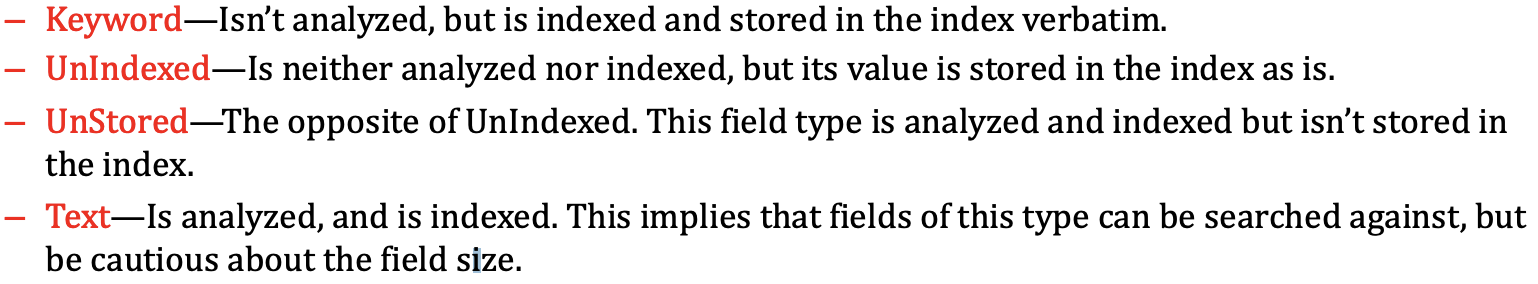 – Keyword—Isn’t analyzed, but is indexed and stored in the index verbatim.
– UnIndexed—Is neither analyzed nor indexed, but its value is stored in the index as is.
– UnStored—The opposite of UnIndexed. This field type is analyzed and indexed but isn’t stored in
the index.
– Text—Is analyzed, and is indexed. This implies that fields of this type can be searched against, but
be cautious about the field size.